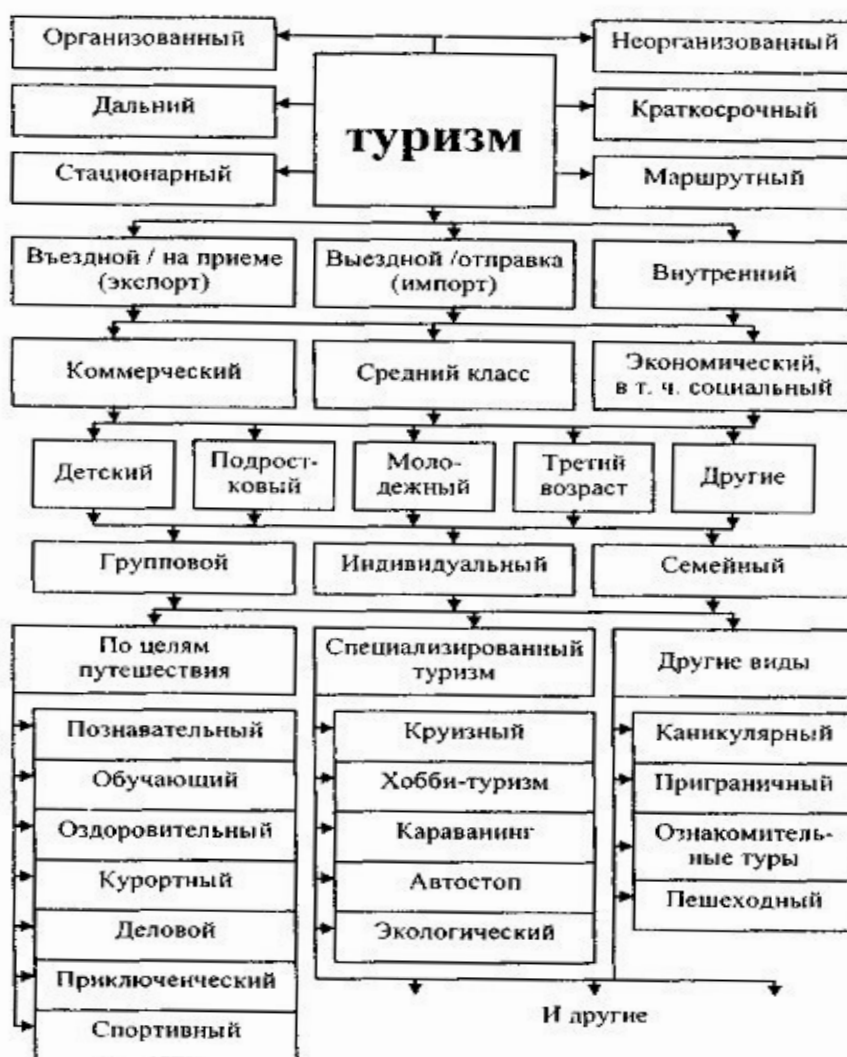 Организованный
Неорганизованный
туризм
Дальний
Краткосрочный
Стационарный
Маршрутный
Въездной / на приеме
(экспорт)
Выездной /отправка
(импорт)
Внутренний
Коммерческий
Средний класс
Экономический,
в т. ч. социальный
Детский
Подрост-
ковый
Моло-
дежный
Третий
возраст
Другие
Групповой
Индивидуальный
Семейный
По целям
путешествия
Познавательный
Обучающий
Оздоровительный
Курортный
Деловой
Приключенческий
Спортивный
Специализированный
туризм
Круизный
Хобби-туризм
Караванинг
Автостоп
Экологический
Другие виды
Каникулярный
Приграничный
Ознакомитель-
ные туры
Пешеходный
И другие